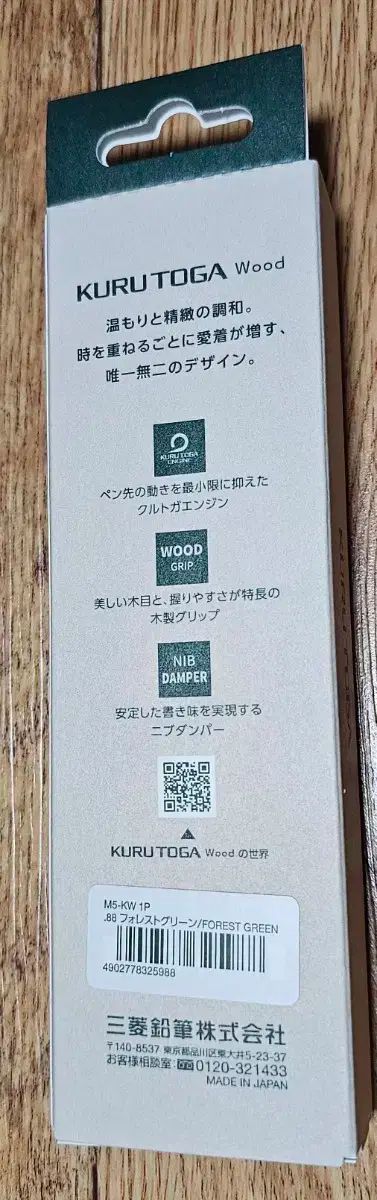 KURUTOGA Wood
温もりと精緻の調和。
時を重ねるごとに愛着が増す、
唯一無二のデザイン。
KURUTOGA
ENGINE
ペン先の動きを最小限に抑えた
クルトガエンジン
WOOD
GRIP
美しい木目と、握りやすさが特長の
木製グリップ
NIB
DAMPER
安定した書き味を実現する
ニブダンパー
KURUTOGA Wood の世界
M5-KW 1P
.88 フォレストグリーン/FOREST GREEN
4902778325988
三菱鉛筆株式会社
〒140-8537 東京都品川区東大井5-23-37
お客様相談室:0120-321433
MADE IN JAPAN